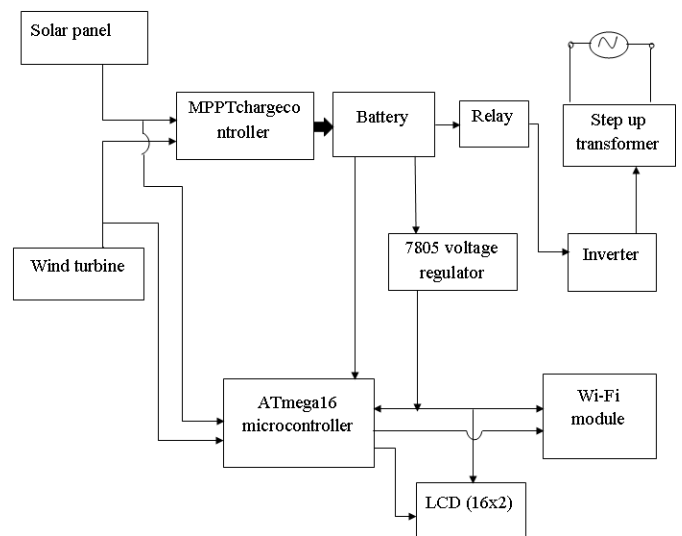 Solar panel
MPPTchargeco
ntroller
Battery
Relay
Step up
transformer
Wind turbine
7805 voltage
regulator
Inverter
ATmega16
microcontroller
Wi-Fi
module
LCD (16x2)